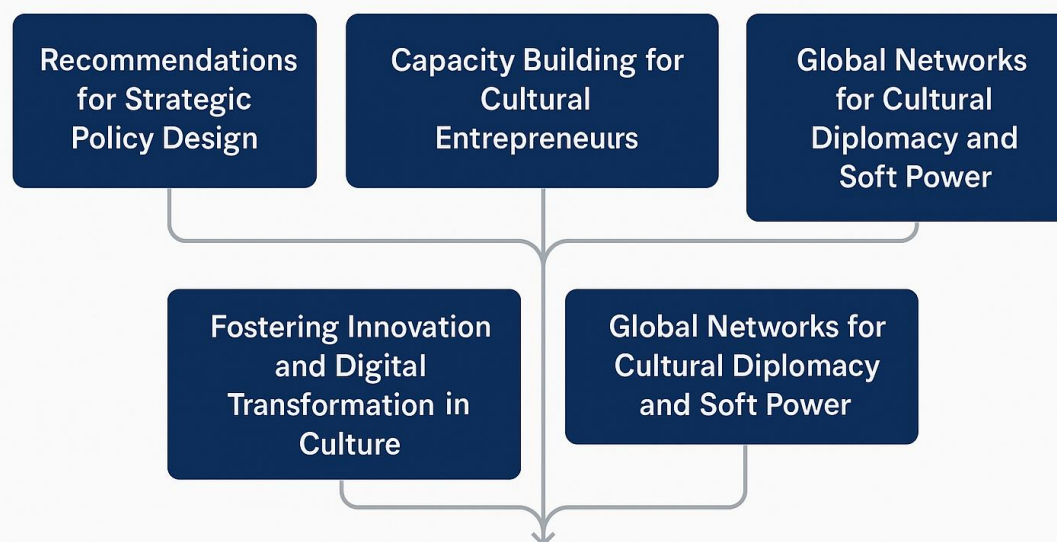 Recommendations
for Strategic
Policy Design
Capacity Building for
Cultural
Entrepreneurs
Global Networks
for Cultural
Diplomacy and
Soft Power
Fostering Innovation
and Digital
Transformation in
Culture
Global Networks for
Cultural Diplomacy
and Soft Power